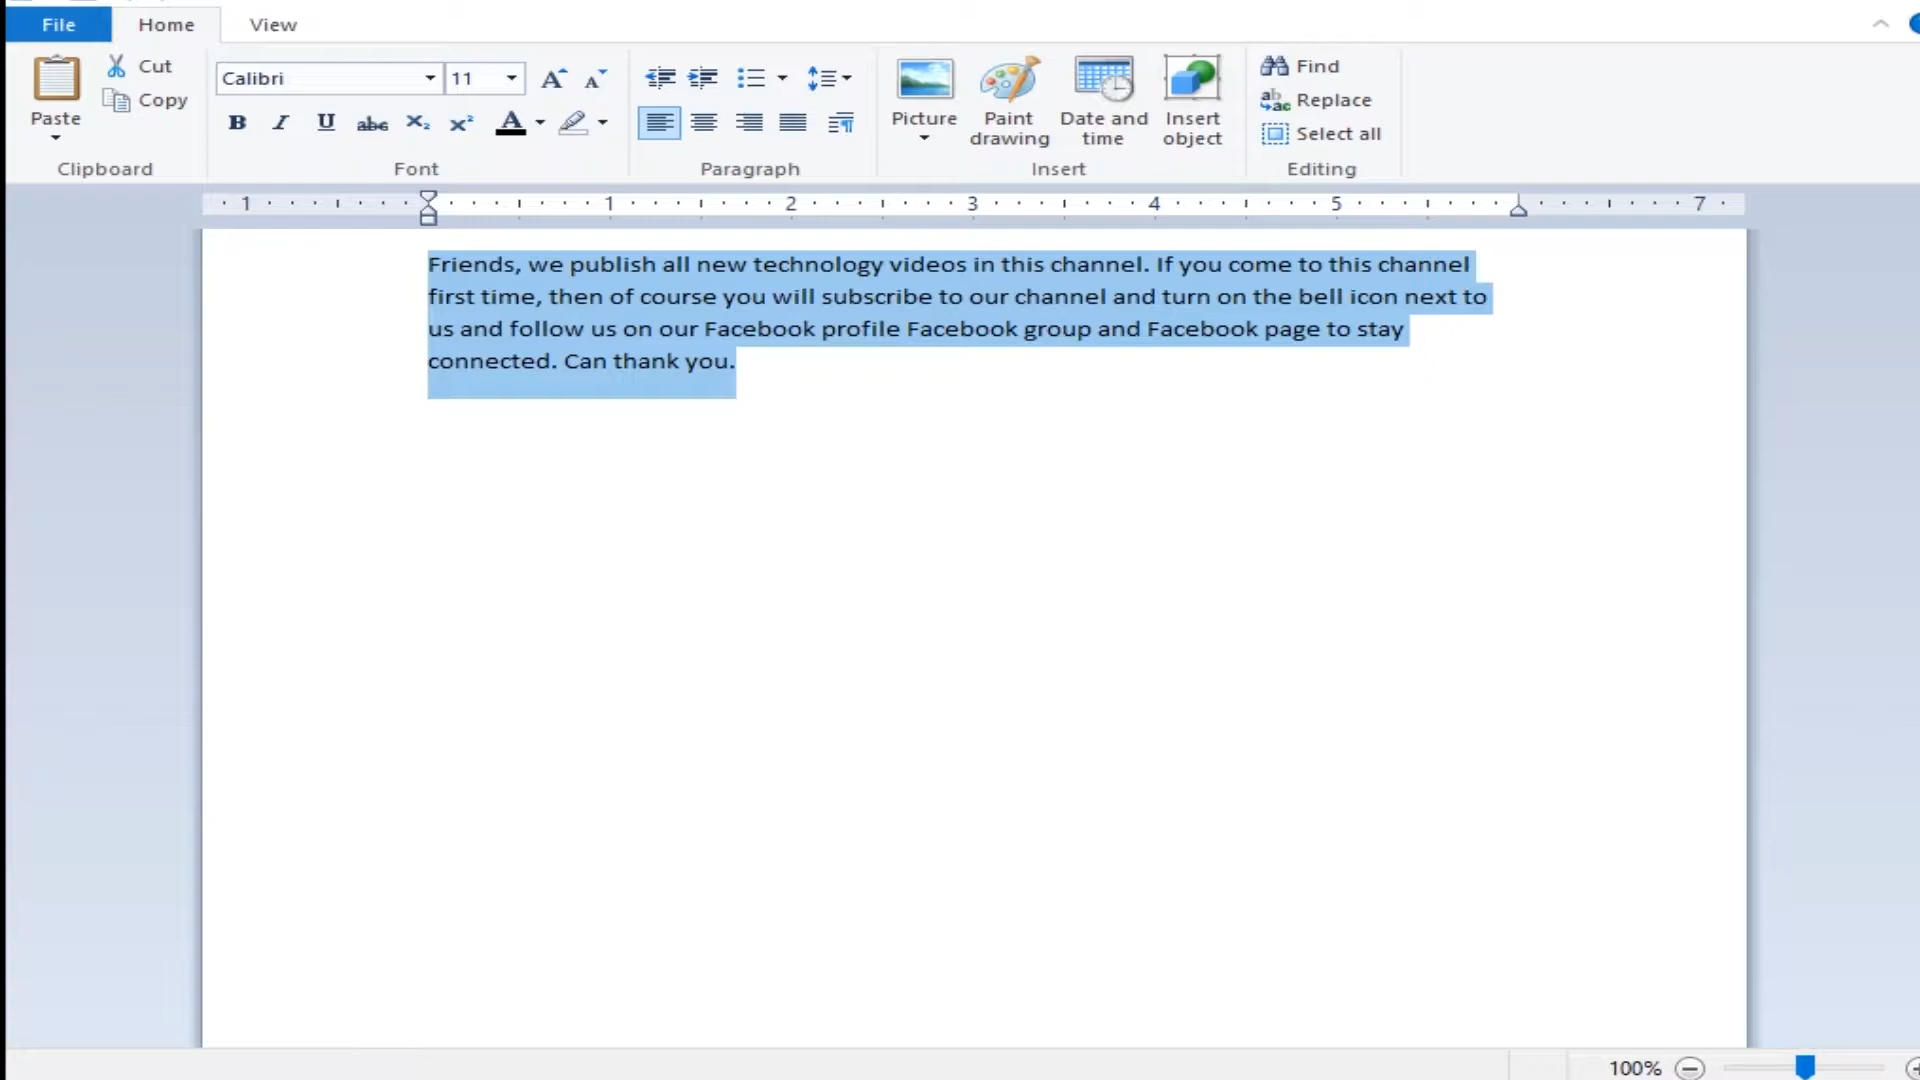 File Home View
Paste Cut Copy Clipboard
Calibri 11
B I U abc X₂ X² A
Font
Paragraph
Picture Paint drawing Date and time Insert object
Insert
Find
Replace
Select all
Editing
1 1 2 3 4 5 7
Friends, we publish all new technology videos in this channel. If you come to this channel
first time, then of course you will subscribe to our channel and turn on the bell icon next to
us and follow us on our Facebook profile Facebook group and Facebook page to stay
connected. Can thank you.
100%